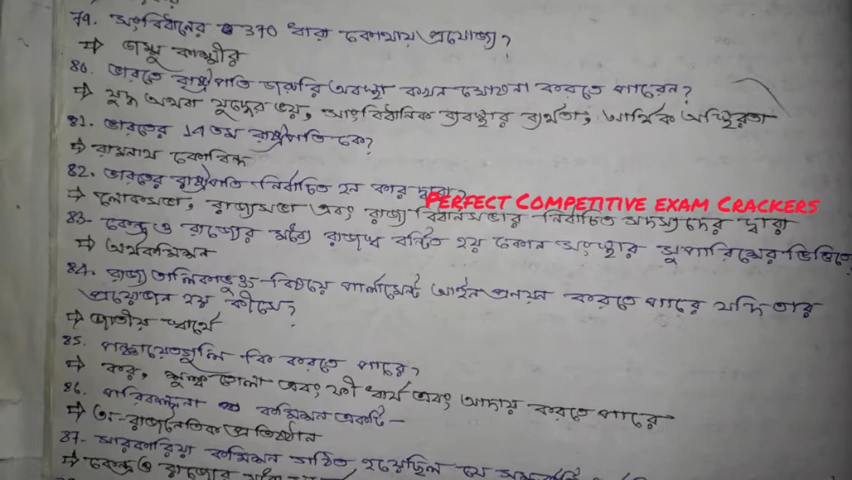 79. সংবিধানের 370 ধারা কোথায় প্রযোজ্য?
⇒ জম্মু কাশ্মীর
80. ভারতে রাষ্ট্রপতি জরুরি অবস্থা কখন ঘোষনা করতে পারেন?
⇒ যুদ্ধ অথবা যুদ্ধের ভয়, সাংবিধানিক ব্যবস্থার ব্যর্থতা, আর্থিক অস্থিরতা
81. ভারতের 14 তম রাষ্ট্রপতি কে?
⇒ রামনাথ কোবিন্দ
82. ভারতের রাষ্ট্রপতি নির্বাচিত হন কার দ্বারা?
PERFECT COMPETITIVE EXAM CRACKERS
⇒ লোকসভা, রাজ্যসভা এবং রাজ্য বিধানসভার নির্বাচিত সদস্যদের দ্বারা
83. কেন্দ্র ও রাজ্যের মধ্যে রাজস্ব বন্টিত হয় কোন সংস্থার সুপারিশের ভিত্তিতে
⇒ অর্থকমিশন
84. রাজ্য তালিকাভুক্ত বিষয়ে পার্লামেন্ট আইন প্রনয়ন করতে পারে যদি তার
প্রয়োজন হয় কীসে?
⇒ জাতীয় স্বার্থে
85. পঞ্চায়েতগুলি কি করতে পারে?
⇒ কর, শুল্ক তোলা এবং ফী ধার্য এবং আদায় করতে পারে
86. পরিকল্পনা কমিশন একটি —
⇒ অ-রাজনৈতিক প্রতিষ্ঠান
87. সারকারিয়া কমিশন গঠিত হয়েছিল যে
⇒ কেন্দ্র ও রাজ্যের